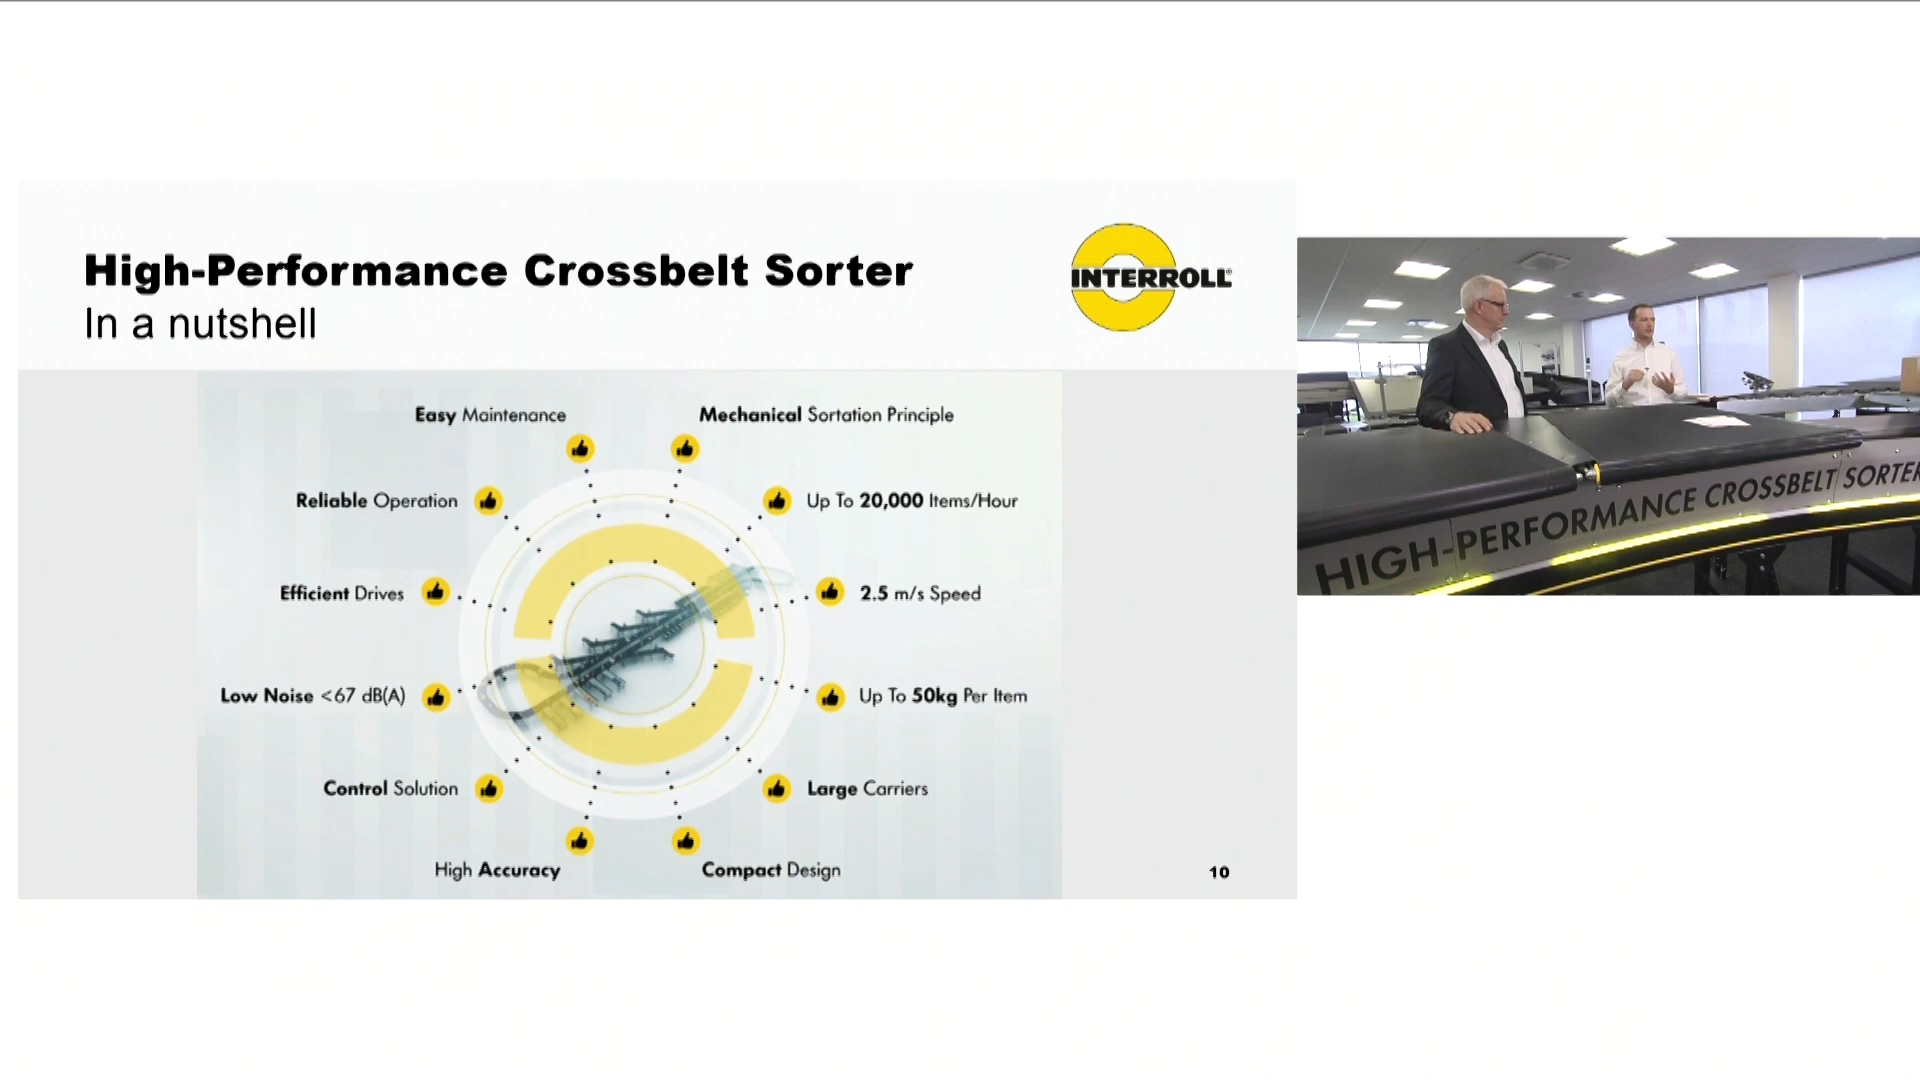 High-Performance Crossbelt Sorter
In a nutshell
INTERROLL®
Easy Maintenance
Mechanical Sortation Principle
Reliable Operation
Up To 20,000 Items/Hour
Efficient Drives
2.5 m/s Speed
Low Noise <67 dB(A)
Up To 50kg Per Item
Control Solution
Large Carriers
High Accuracy
Compact Design
10
HIGH-PERFORMANCE CROSSBELT SORTER